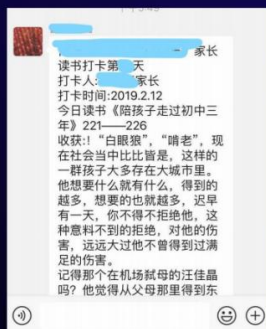 家长
读书打卡第 天
打卡人: 家长
打卡时间:2019.2.12
今日读书《陪孩子走过初中三
年》221——226
收获:!“白眼狼”，“啃老”，现
在社会当中比比皆是，这样的
一群孩子大多存在大城市里。
他想要什么就有什么，得到的
越多，想要的也就越多，迟早
有一天，你不得不拒绝他，这
种意料不到的拒绝，对他的伤
害，远远大过他不曾得到过满
足的伤害。
记得那个在机场弑母的汪佳晶
吗？他觉得从父母那里得到东